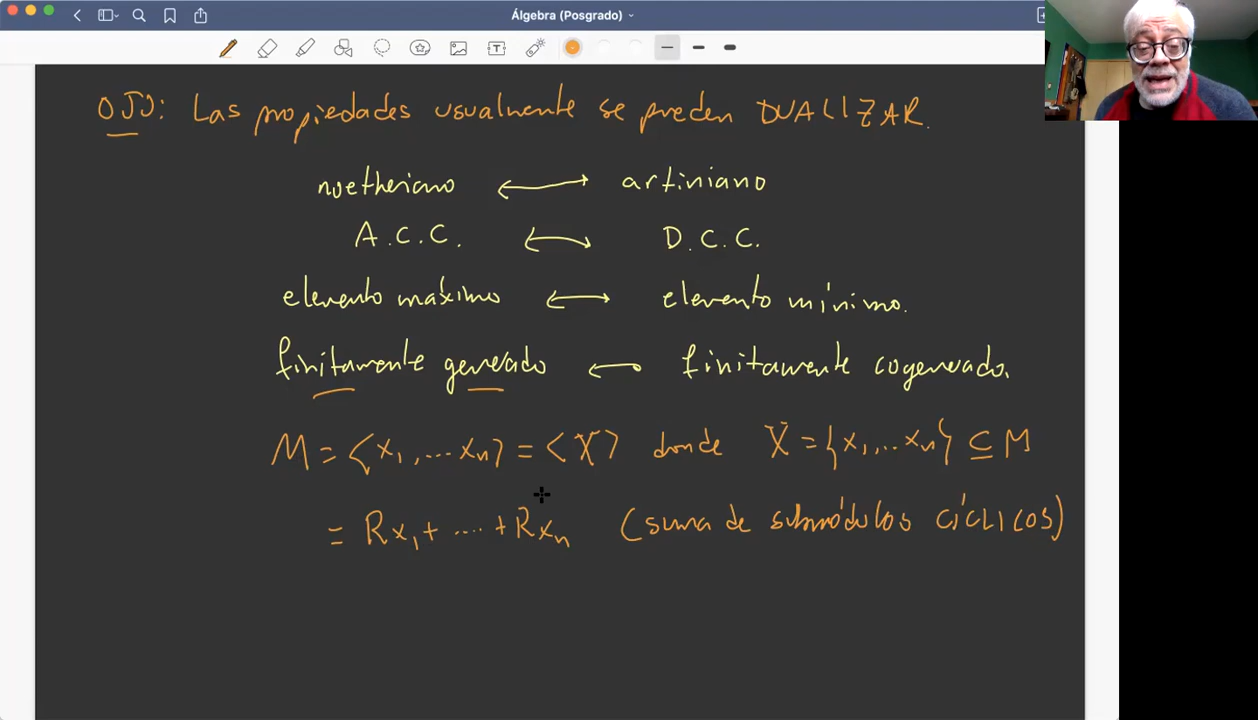 Álgebra (Posgrado)
OJO: Las propiedades usualmente se pueden DUALIZAR.
noetheriano ⟷ artiniano
A.C.C. ⟷ D.C.C.
elemento máximo ⟷ elemento mínimo.
finitamente generado ⟷ finitamente cogenerado.
M = <x₁, ... xₙ> = <X> donde X = {x₁, ... xₙ} ⊆ M
= Rx₁ + .... + Rxₙ (suma de submódulos CÍCLICOS)